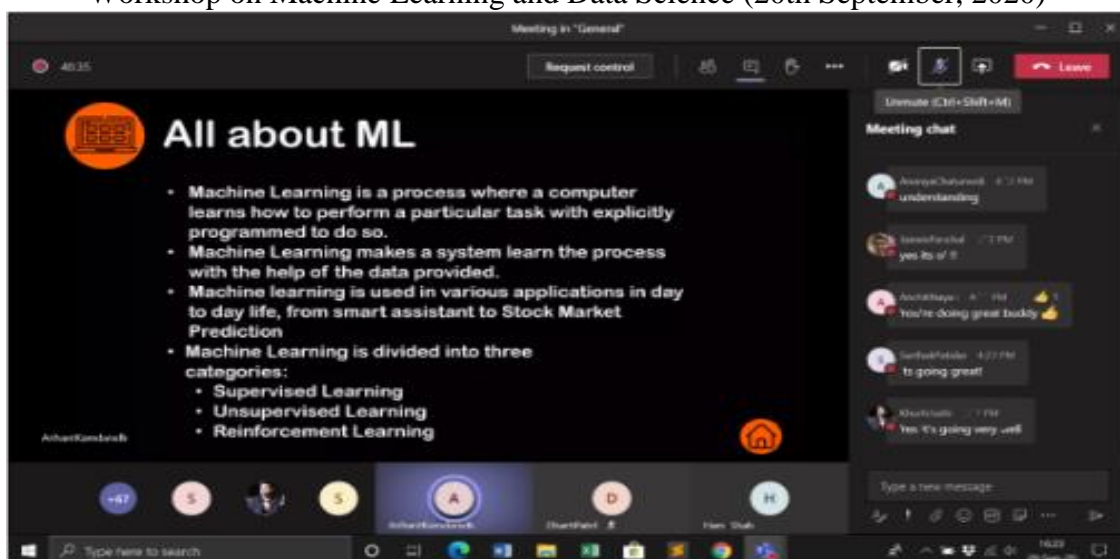 Workshop on Machine Learning and Data Science (20th September, 2020)
Meeting in "General"
40:35
Request control
Leave
Unmute (Ctrl+Shift+M)
All about ML
• Machine Learning is a process where a computer
learns how to perform a particular task with explicitly
programmed to do so.
• Machine Learning makes a system learn the process
with the help of the data provided.
• Machine learning is used in various applications in day
to day life, from smart assistant to Stock Market
Prediction
• Machine Learning is divided into three
categories:
• Supervised Learning
• Unsupervised Learning
• Reinforcement Learning
Meeting chat
understanding
yes its
You're doing great buddy 👍
going great!
Yes it's going very well
Type a new message
+67
S
S
A
D
H
Type here to search
16:23